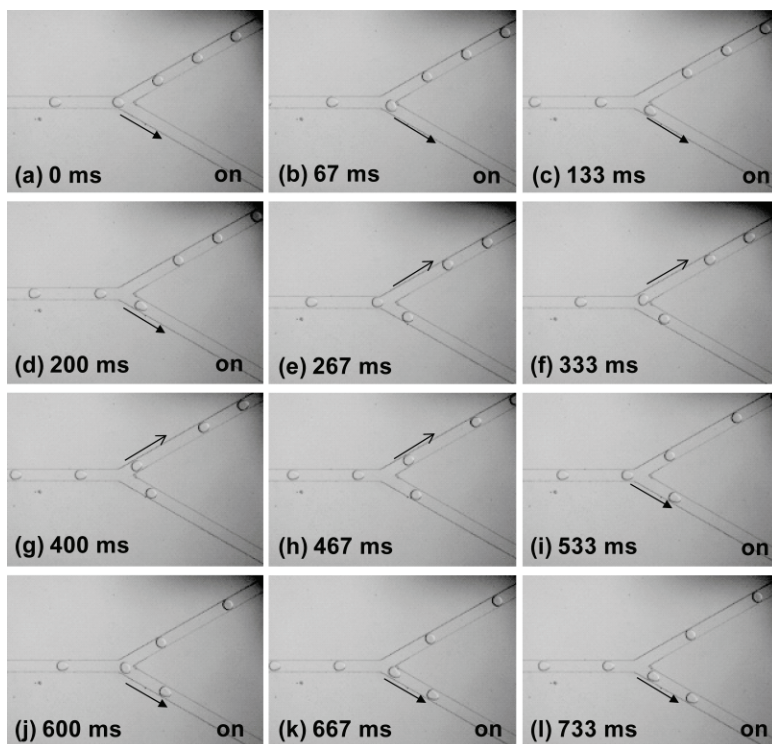 (a) 0 ms on
(b) 67 ms on
(c) 133 ms on
(d) 200 ms on
(e) 267 ms
(f) 333 ms
(g) 400 ms
(h) 467 ms
(i) 533 ms on
(j) 600 ms on
(k) 667 ms on
(l) 733 ms on